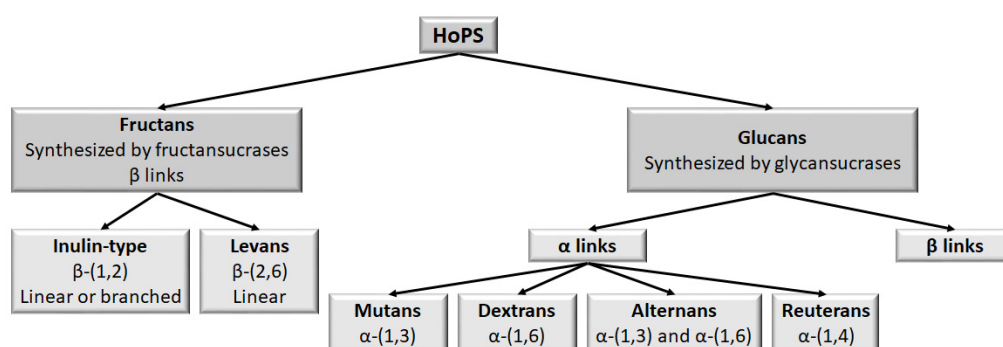 HoPS
Fructans
Synthesized by fructansucrases
β links
Glucans
Synthesized by glycansucrases
Inulin-type
β-(1,2)
Linear or branched
Levans
β-(2,6)
Linear
α links
β links
Mutans
α-(1,3)
Dextrans
α-(1,6)
Alternans
α-(1,3) and α-(1,6)
Reuterans
α-(1,4)